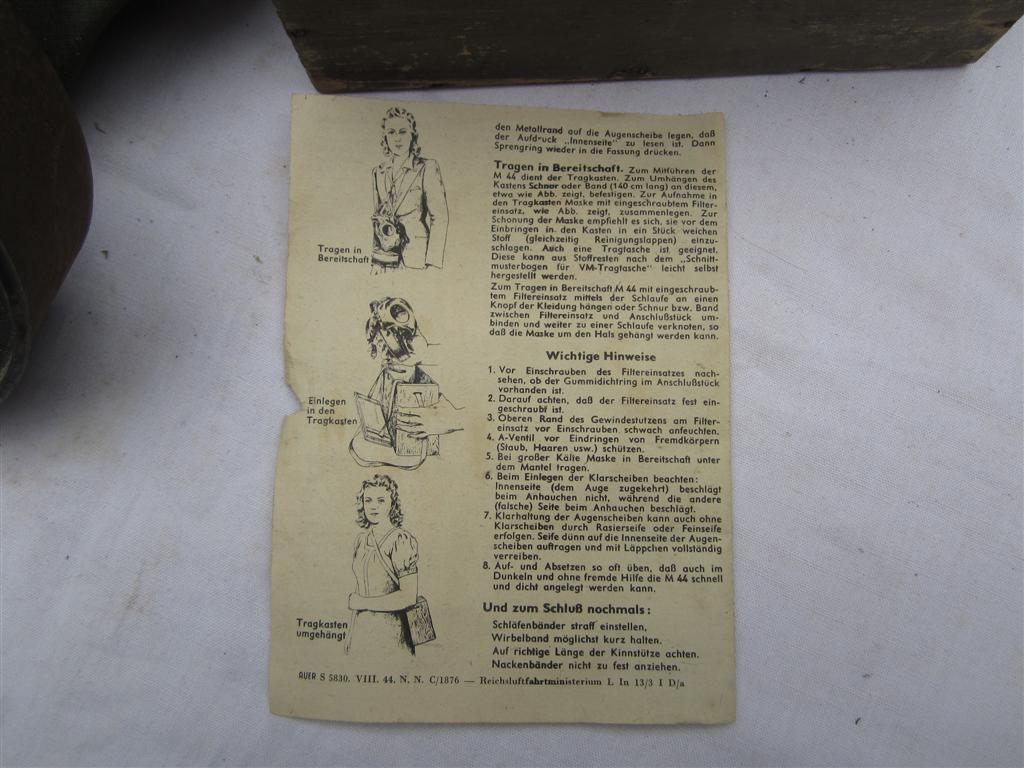 den Metallrand auf die Augenscheibe legen, daß
der Aufdruck „Innenseite" zu lesen ist. Dann
Sprengring wieder in die Fassung drücken.
Tragen in Bereitschaft. Zum Mitführen der
M 44 dient der Tragkasten. Zum Umhängen des
Kastens Schnur oder Band (140 cm lang) an diesem,
etwa wie Abb. zeigt, befestigen. Zur Aufnahme in
den Tragkasten Maske mit eingeschraubtem Filter-
einsatz, wie Abb. zeigt, zusammenlegen. Zur
Schonung der Maske empfiehlt es sich, sie vor dem
Einbringen in den Kasten in ein Stück weichen
Stoff (gleichzeitig Reinigungslappen) einzu-
schlagen. Auch eine Tragtasche ist geeignet.
Diese kann aus Stoffresten nach dem „Schnitt-
musterbogen für VM-Tragtasche" leicht selbst
hergestellt werden.
Zum Tragen in Bereitschaft M 44 mit eingeschraub-
tem Filtereinsatz mittels der Schlaufe an einen
Knopf der Kleidung hängen oder Schnur bzw. Band
zwischen Filtereinsatz und Anschlußstück um-
binden und weiter zu einer Schlaufe verknoten, so
daß die Maske um den Hals gehängt werden kann.
Tragen in
Bereitschaft
Einlegen
in den
Tragkasten
Tragkasten
umgehängt
Wichtige Hinweise
1. Vor Einschrauben des Filtereinsatzes nach-
sehen, ob der Gummidichtring im Anschlußstück
vorhanden ist.
2. Darauf achten, daß der Filtereinsatz fest ein-
geschraubt ist.
3. Oberen Rand des Gewindestutzens am Filter-
einsatz vor Einschrauben schwach anfeuchten.
4. A-Ventil vor Eindringen von Fremdkörpern
(Staub, Haaren usw.) schützen.
5. Bei großer Kälte Maske in Bereitschaft unter
dem Mantel tragen.
6. Beim Einlegen der Klarscheiben beachten:
Innenseite (dem Auge zugekehrt) beschlägt
beim Anhauchen nicht, während die andere
(falsche) Seite beim Anhauchen beschlägt.
7. Klarhaltung der Augenscheiben kann auch ohne
Klarscheiben durch Rasierseife oder Feinseife
erfolgen. Seife dünn auf die Innenseite der Augen-
scheiben auftragen und mit Läppchen vollständig
verreiben.
8. Auf- und Absetzen so oft üben, daß auch im
Dunkeln und ohne fremde Hilfe die M 44 schnell
und dicht angelegt werden kann.
Und zum Schluß nochmals:
Schläfenbänder straff einstellen,
Wirbelband möglichst kurz halten.
Auf richtige Länge der Kinnstütze achten.
Nackenbänder nicht zu fest anziehen.
AUER S 5830. VIII. 44. N. N. C/1876 — Reichsluftfahrtministerium L In 13/3 I D/a